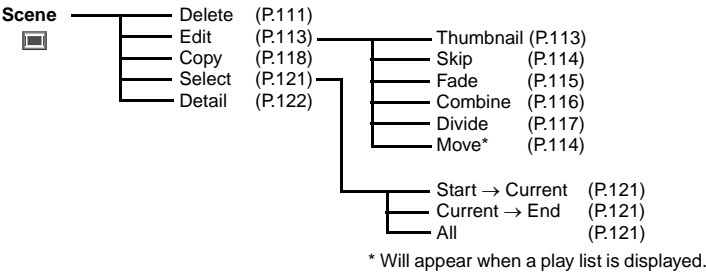 Scene
Delete (P.111)
Edit (P.113)
Copy (P.118)
Select (P.121)
Detail (P.122)
Thumbnail (P.113)
Skip (P.114)
Fade (P.115)
Combine (P.116)
Divide (P.117)
Move* (P.114)
Start → Current (P.121)
Current → End (P.121)
All (P.121)
* Will appear when a play list is displayed.